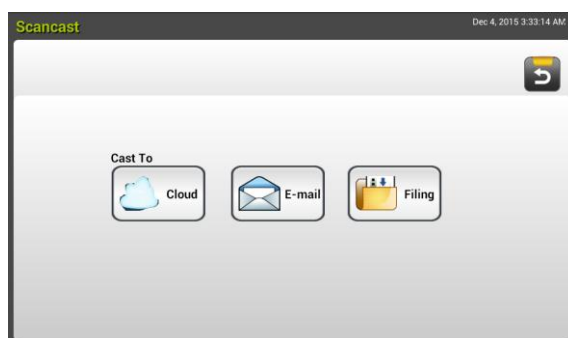 Scancast
Dec 4, 2015 3:33:14 AM
Cast To
Cloud
E-mail
Filing